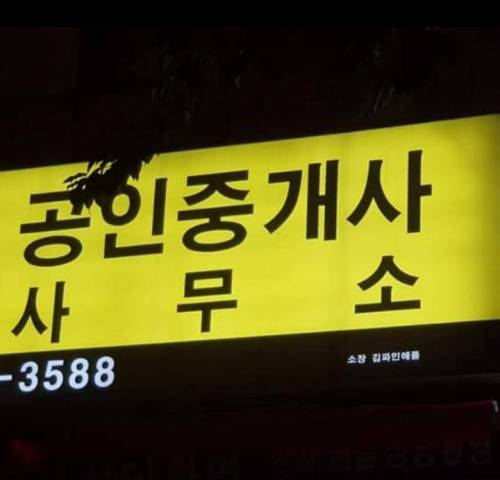 공인중개사
사 무 소
-3588
소장 김파인애플